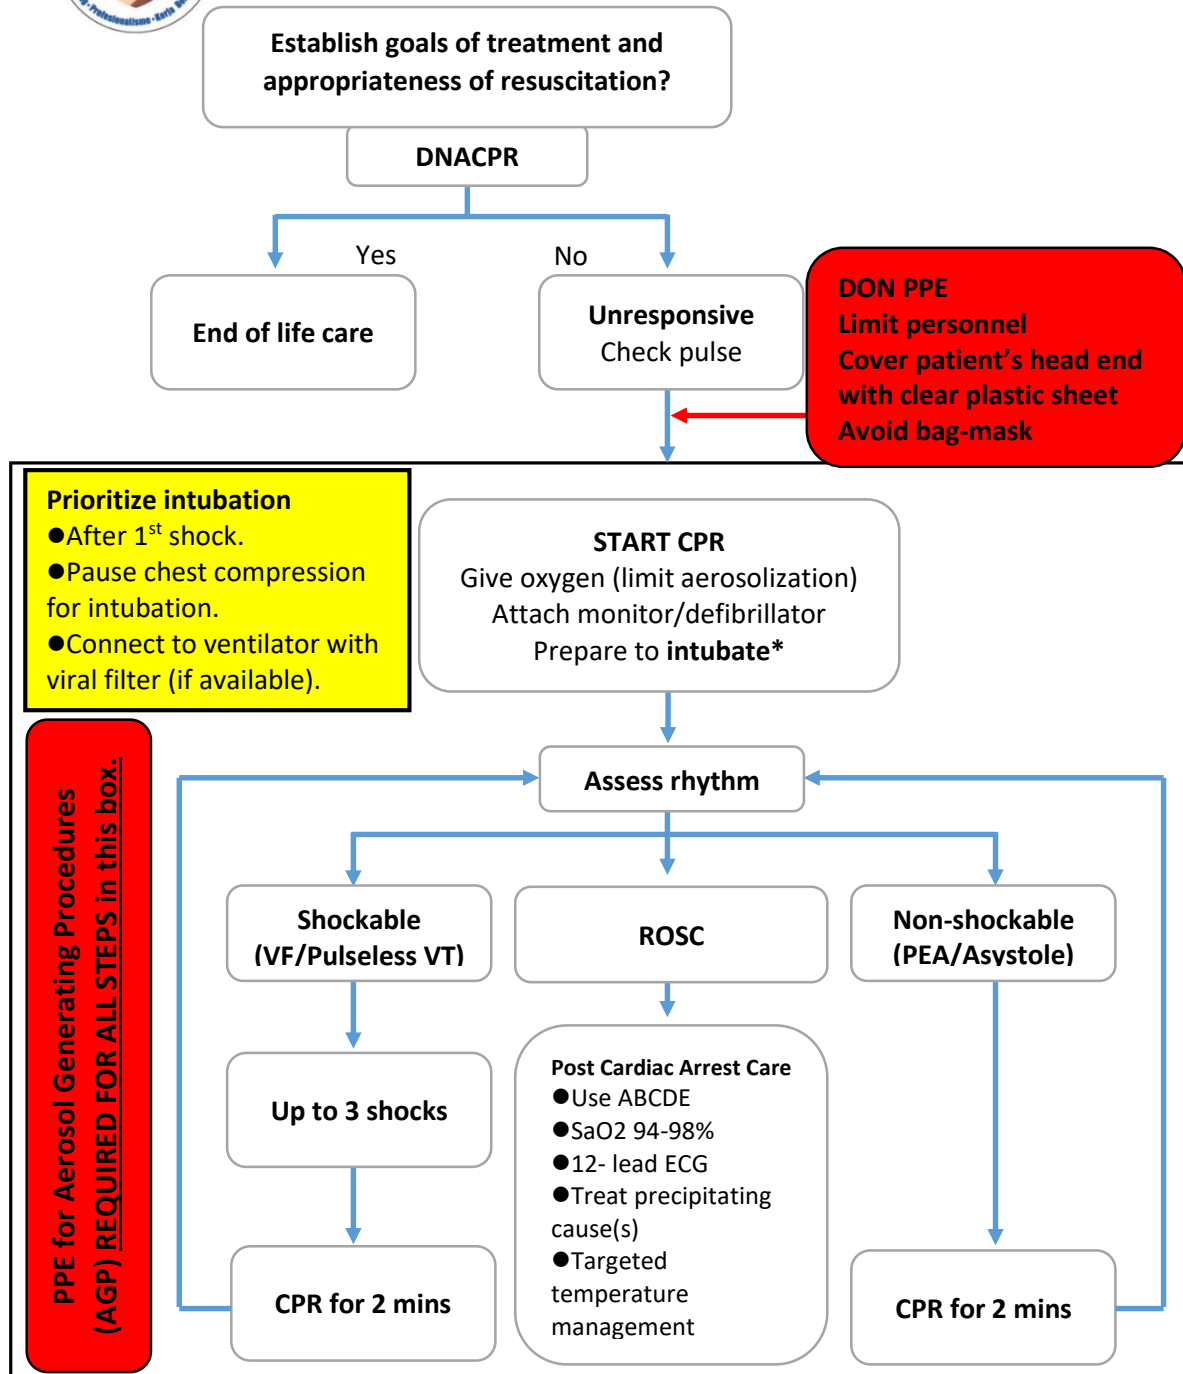 g · Profesionalisme · Kerja Be
Establish goals of treatment and
appropriateness of resuscitation?
DNACPR
Yes
No
End of life care
Unresponsive
Check pulse
DON PPE
Limit personnel
Cover patient’s head end
with clear plastic sheet
Avoid bag-mask
Prioritize intubation
●After 1st shock.
●Pause chest compression
for intubation.
●Connect to ventilator with
viral filter (if available).
START CPR
Give oxygen (limit aerosolization)
Attach monitor/defibrillator
Prepare to intubate*
PPE for Aerosol Generating Procedures
(AGP) REQUIRED FOR ALL STEPS in this box.
Assess rhythm
Shockable
(VF/Pulseless VT)
ROSC
Non-shockable
(PEA/Asystole)
Up to 3 shocks
Post Cardiac Arrest Care
●Use ABCDE
●SaO2 94-98%
●12- lead ECG
●Treat precipitating
cause(s)
●Targeted
temperature
management
CPR for 2 mins
CPR for 2 mins